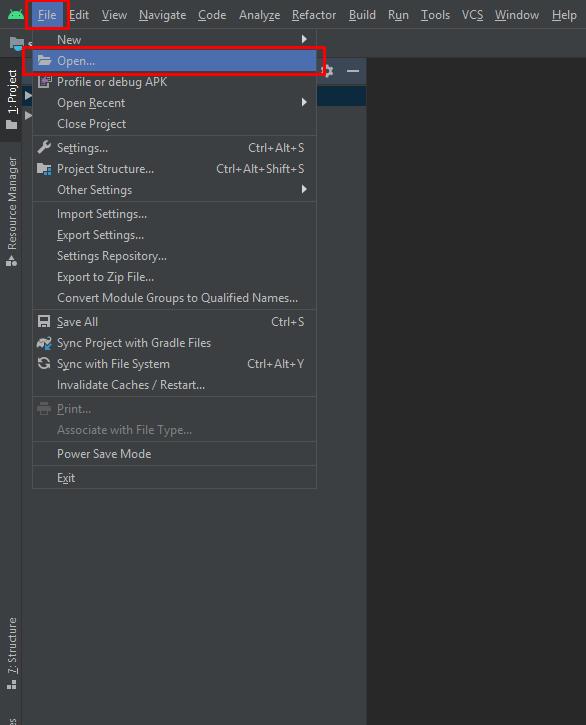 File Edit View Navigate Code Analyze Refactor Build Run Tools VCS Window Help
New
Open...
Profile or debug APK
Open Recent
Close Project
Settings... Ctrl+Alt+S
Project Structure... Ctrl+Alt+Shift+S
Other Settings
Import Settings...
Export Settings...
Settings Repository...
Export to Zip File...
Convert Module Groups to Qualified Names...
Save All Ctrl+S
Sync Project with Gradle Files
Sync with File System Ctrl+Alt+Y
Invalidate Caches / Restart...
Print...
Associate with File Type...
Power Save Mode
Exit
1: Project
Resource Manager
7: Structure